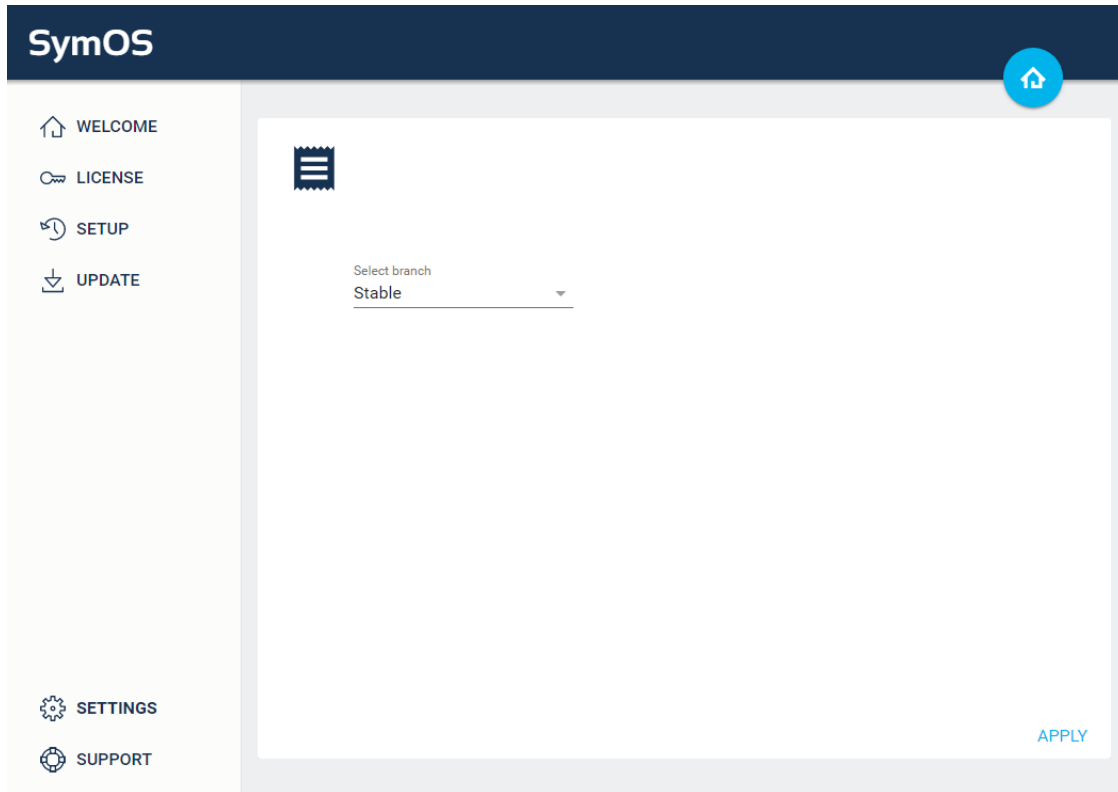 SymOS
WELCOME
LICENSE
SETUP
UPDATE
Select branch
Stable
SETTINGS
SUPPORT
APPLY